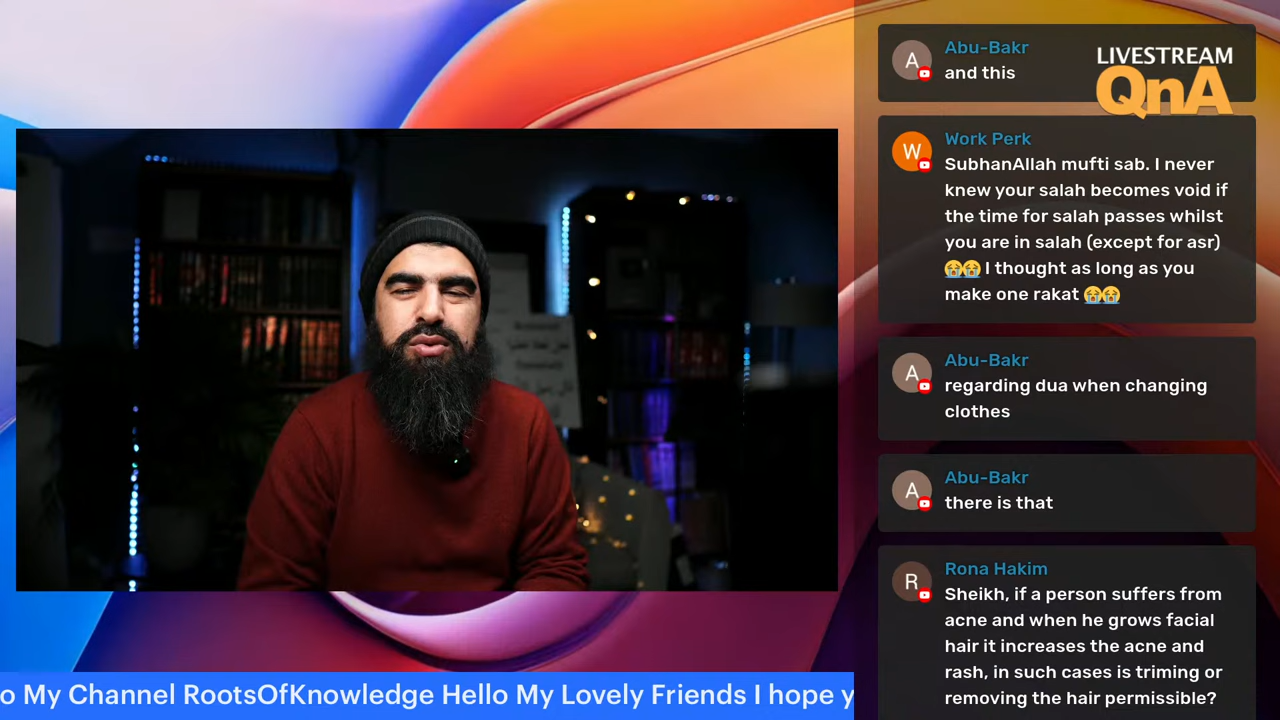 Abu-Bakr
and this
LIVESTREAM
QnA
Work Perk
SubhanAllah mufti sab. I never
knew your salah becomes void if
the time for salah passes whilst
you are in salah (except for asr)
😭😭 I thought as long as you
make one rakat 😭😭
Abu-Bakr
regarding dua when changing
clothes
Abu-Bakr
there is that
Rona Hakim
Sheikh, if a person suffers from
acne and when he grows facial
hair it increases the acne and
rash, in such cases is triming or
removing the hair permissible?
A
W
A
A
R
o My Channel RootsOfKnowledge Hello My Lovely Friends I hope y